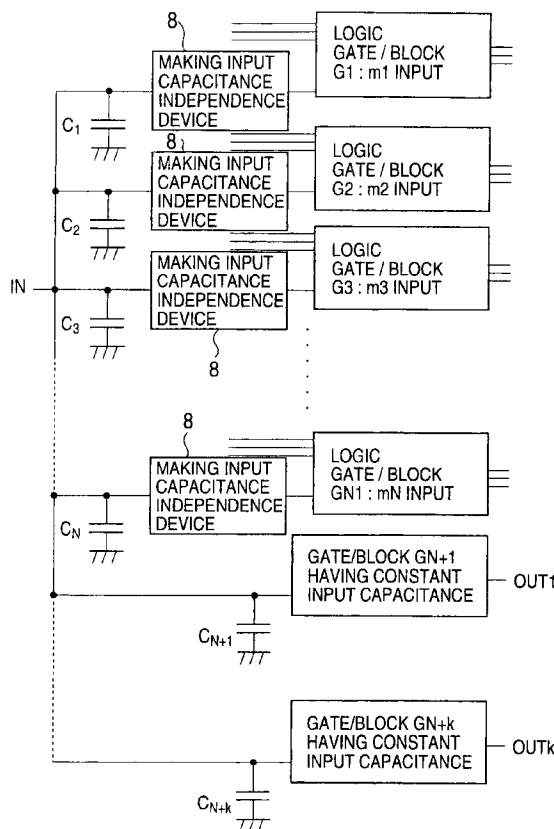 8
MAKING INPUT
CAPACITANCE
INDEPENDENCE
DEVICE
LOGIC
GATE / BLOCK
G1 : m1 INPUT
C1
8
MAKING INPUT
CAPACITANCE
INDEPENDENCE
DEVICE
LOGIC
GATE / BLOCK
G2 : m2 INPUT
C2
MAKING INPUT
CAPACITANCE
INDEPENDENCE
DEVICE
LOGIC
GATE / BLOCK
G3 : m3 INPUT
IN
C3
8
8
MAKING INPUT
CAPACITANCE
INDEPENDENCE
DEVICE
LOGIC
GATE / BLOCK
GN1 : mN INPUT
CN
GATE/BLOCK GN+1
HAVING CONSTANT
INPUT CAPACITANCE
OUT1
CN+1
GATE/BLOCK GN+k
HAVING CONSTANT
INPUT CAPACITANCE
OUTk
CN+k